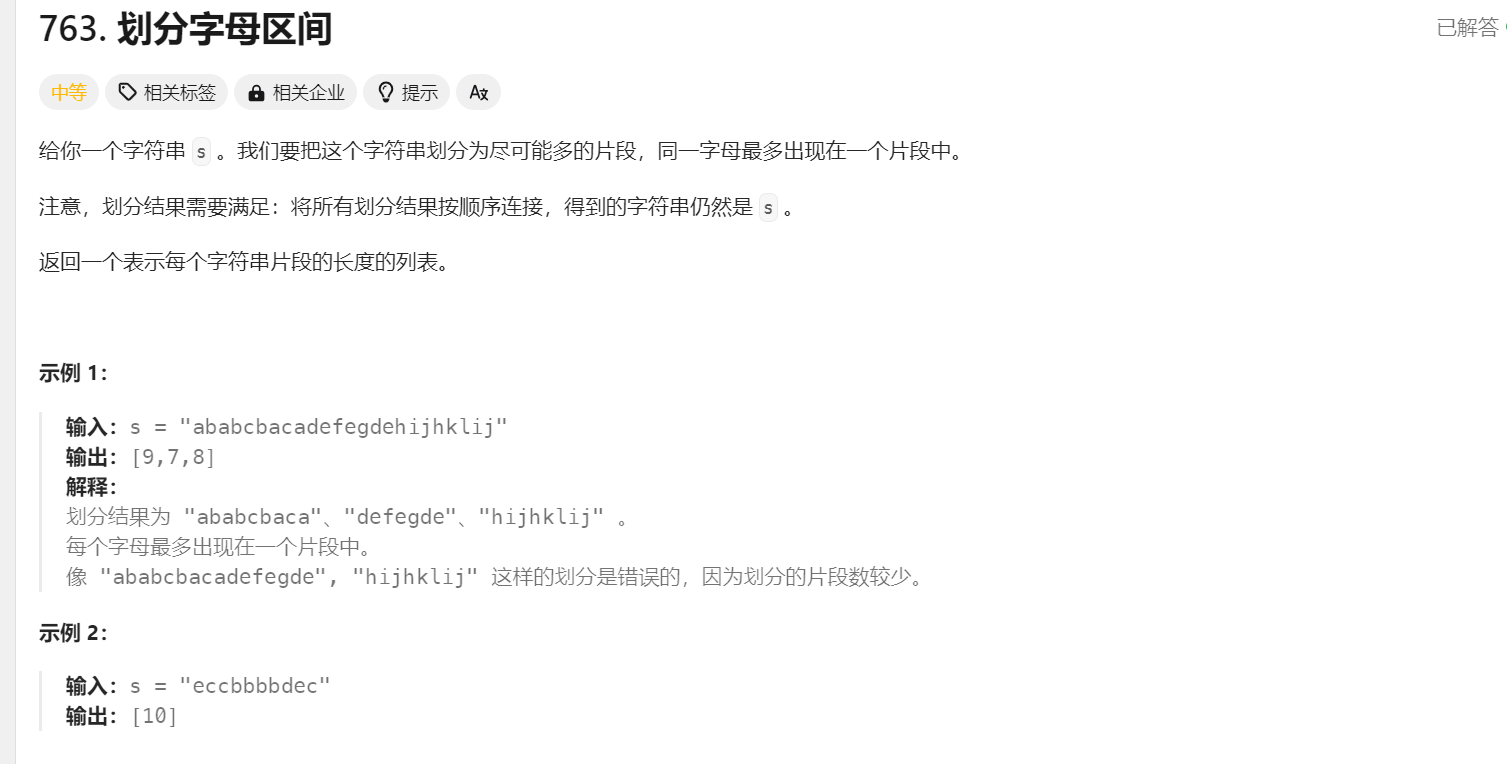 763. 划分字母区间
已解答
中等 相关标签 相关企业 提示 Aх
给你一个字符串 s 。我们要把这个字符串划分为尽可能多的片段，同一字母最多出现在一个片段中。
注意，划分结果需要满足：将所有划分结果按顺序连接，得到的字符串仍然是 s 。
返回一个表示每个字符串片段的长度的列表。
示例 1：
输入：s = "ababcbacadefegdehijhklij"
输出：[9,7,8]
解释：
划分结果为 "ababcbaca"、"defegde"、"hijhklij" 。
每个字母最多出现在一个片段中。
像 "ababcbacadefegde", "hijhklij" 这样的划分是错误的，因为划分的片段数较少。
示例 2：
输入：s = "eccbbbbdec"
输出：[10]